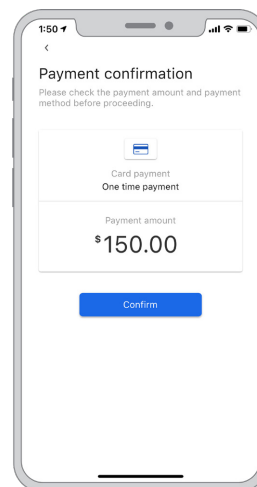 1:50
Payment confirmation
Please check the payment amount and payment
method before proceeding.
Card payment
One time payment
Payment amount
$150.00
Confirm